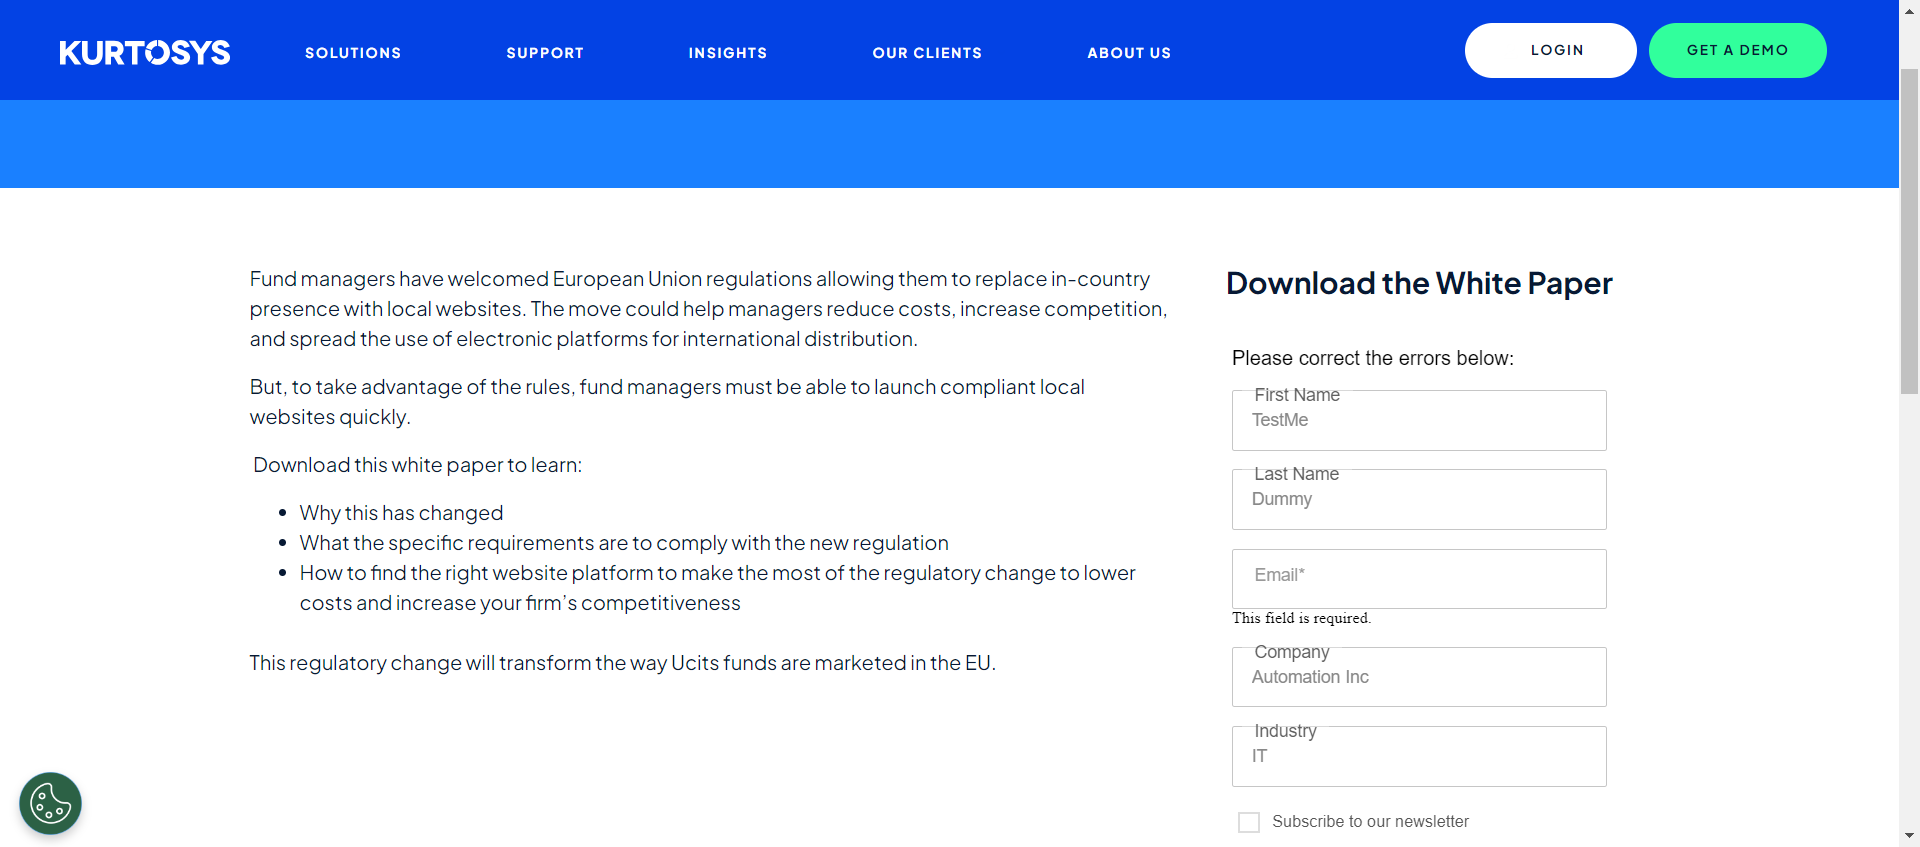 KURTOSYS
SOLUTIONS
SUPPORT
INSIGHTS
OUR CLIENTS
ABOUT US
LOGIN
GET A DEMO
Fund managers have welcomed European Union regulations allowing them to replace in-country
presence with local websites. The move could help managers reduce costs, increase competition,
and spread the use of electronic platforms for international distribution.
But, to take advantage of the rules, fund managers must be able to launch compliant local
websites quickly.
Download this white paper to learn:
• Why this has changed
• What the specific requirements are to comply with the new regulation
• How to find the right website platform to make the most of the regulatory change to lower
costs and increase your firm’s competitiveness
This regulatory change will transform the way Ucits funds are marketed in the EU.
Download the White Paper
Please correct the errors below:
First Name
TestMe
Last Name
Dummy
Email*
This field is required.
Company
Automation Inc
Industry
IT
Subscribe to our newsletter